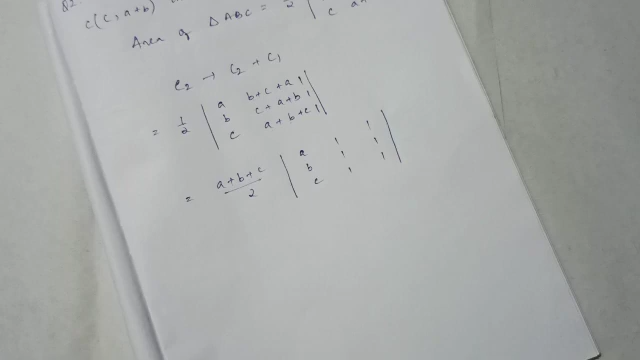 C(c, a+b)
Area of ΔABC = 1/2 | c
C2 → C2 + C1
= 1/2 | a b+c+a 1 |
| b c+a+b 1 |
| c a+b+c 1 |
= a+b+c/2 | a 1 1 |
| b 1 1 |
| c 1 1 |